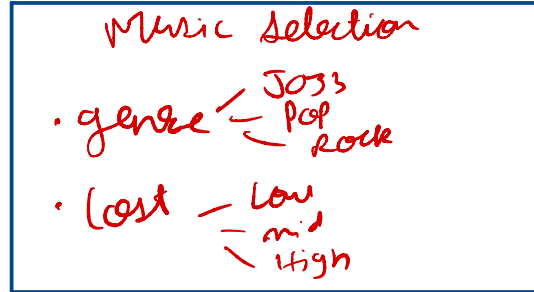 Music Selection
• genre
Jazz
Pop
Rock
• Cost
Low
mid
High